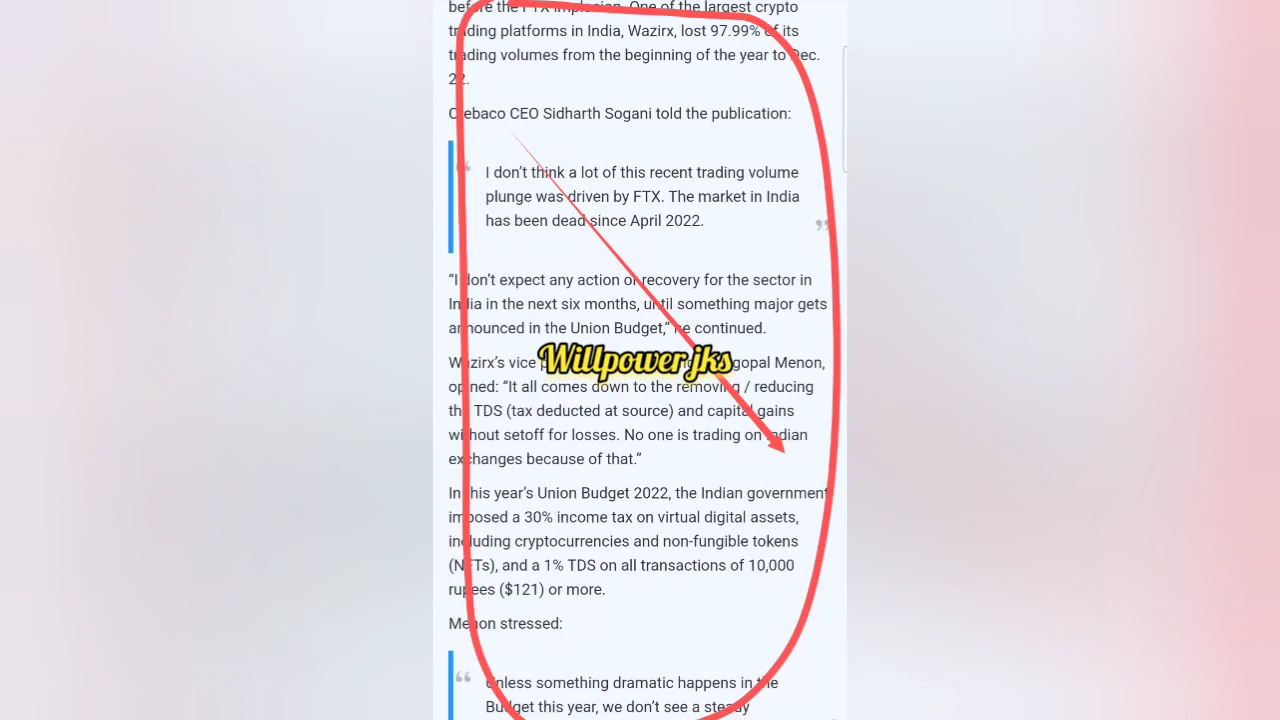 before the FTX implosion. One of the largest crypto
trading platforms in India, Wazirx, lost 97.99% of its
trading volumes from the beginning of the year to Dec.
22.
Crebaco CEO Sidharth Sogani told the publication:
“
I don’t think a lot of this recent trading volume
plunge was driven by FTX. The market in India
has been dead since April 2022.
”
“I don’t expect any action or recovery for the sector in
India in the next six months, until something major gets
announced in the Union Budget,” he continued.
Wazirx’s vice gopal Menon,
Willpower jks
opined: “It all comes down to the removing / reducing
the TDS (tax deducted at source) and capital gains
without setoff for losses. No one is trading on Indian
exchanges because of that.”
In this year’s Union Budget 2022, the Indian government
imposed a 30% income tax on virtual digital assets,
including cryptocurrencies and non-fungible tokens
(NFTs), and a 1% TDS on all transactions of 10,000
rupees ($121) or more.
Menon stressed:
“
Unless something dramatic happens in the
Budget this year, we don’t see a steady